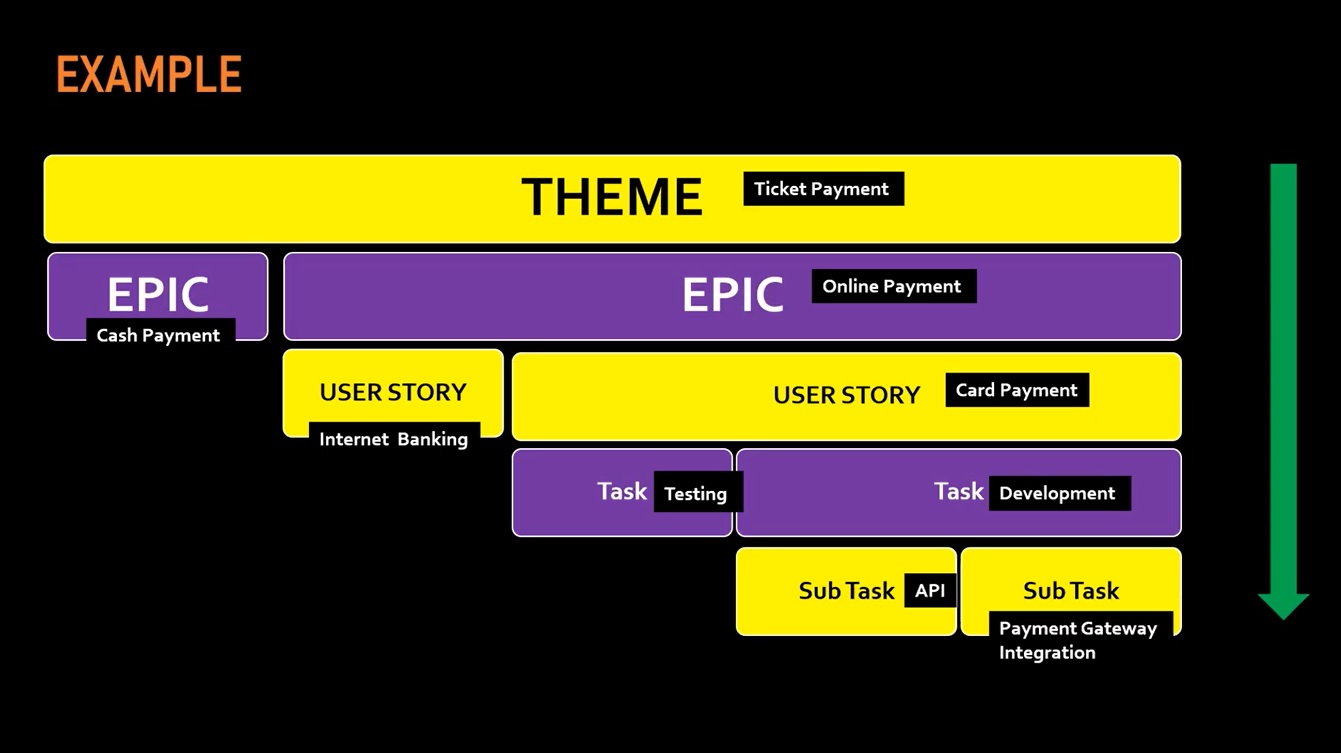 EXAMPLE
THEME Ticket Payment
EPIC
Cash Payment
EPIC Online Payment
USER STORY
Internet Banking
USER STORY Card Payment
Task Testing
Task Development
Sub Task API
Sub Task
Payment Gateway
Integration